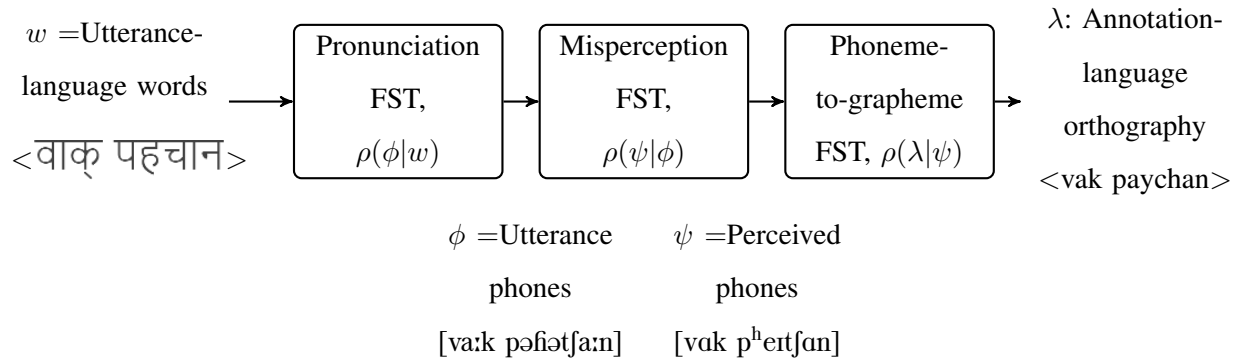 w =Utterance-
language words
<वाक् पहचान>
Pronunciation
FST,
ρ(ϕ|w)
Misperception
FST,
ρ(ψ|ϕ)
Phoneme-
to-grapheme
FST, ρ(λ|ψ)
λ: Annotation-
language
orthography
<vak paychan>
ϕ =Utterance
phones
[vaːk pəɦətʃaːn]
ψ =Perceived
phones
[vɑk pʰeɪtʃɑn]